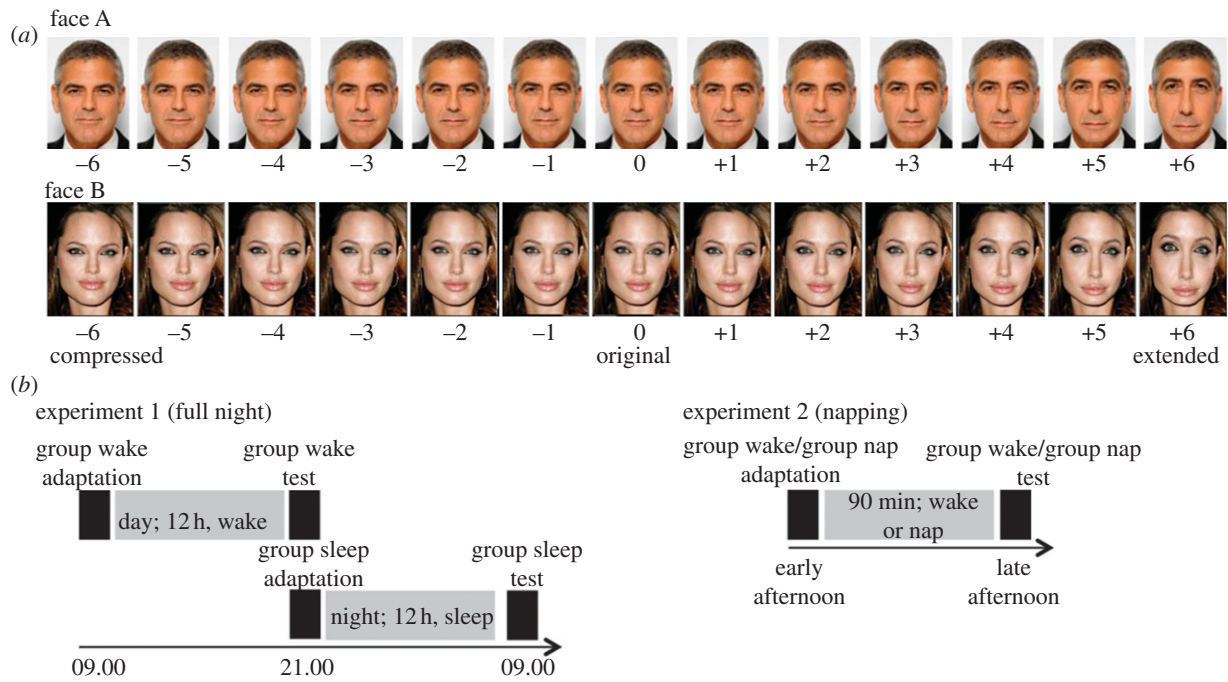 (a)
face A
–6 –5 –4 –3 –2 –1 0 +1 +2 +3 +4 +5 +6
face B
–6 –5 –4 –3 –2 –1 0 +1 +2 +3 +4 +5 +6
compressed original extended
(b)
experiment 1 (full night)
group wake
adaptation
group wake
test
day; 12 h, wake
group sleep
adaptation
group sleep
test
night; 12 h, sleep
09.00 21.00 09.00
experiment 2 (napping)
group wake/group nap
adaptation
group wake/group nap
test
90 min; wake
or nap
early
afternoon
late
afternoon